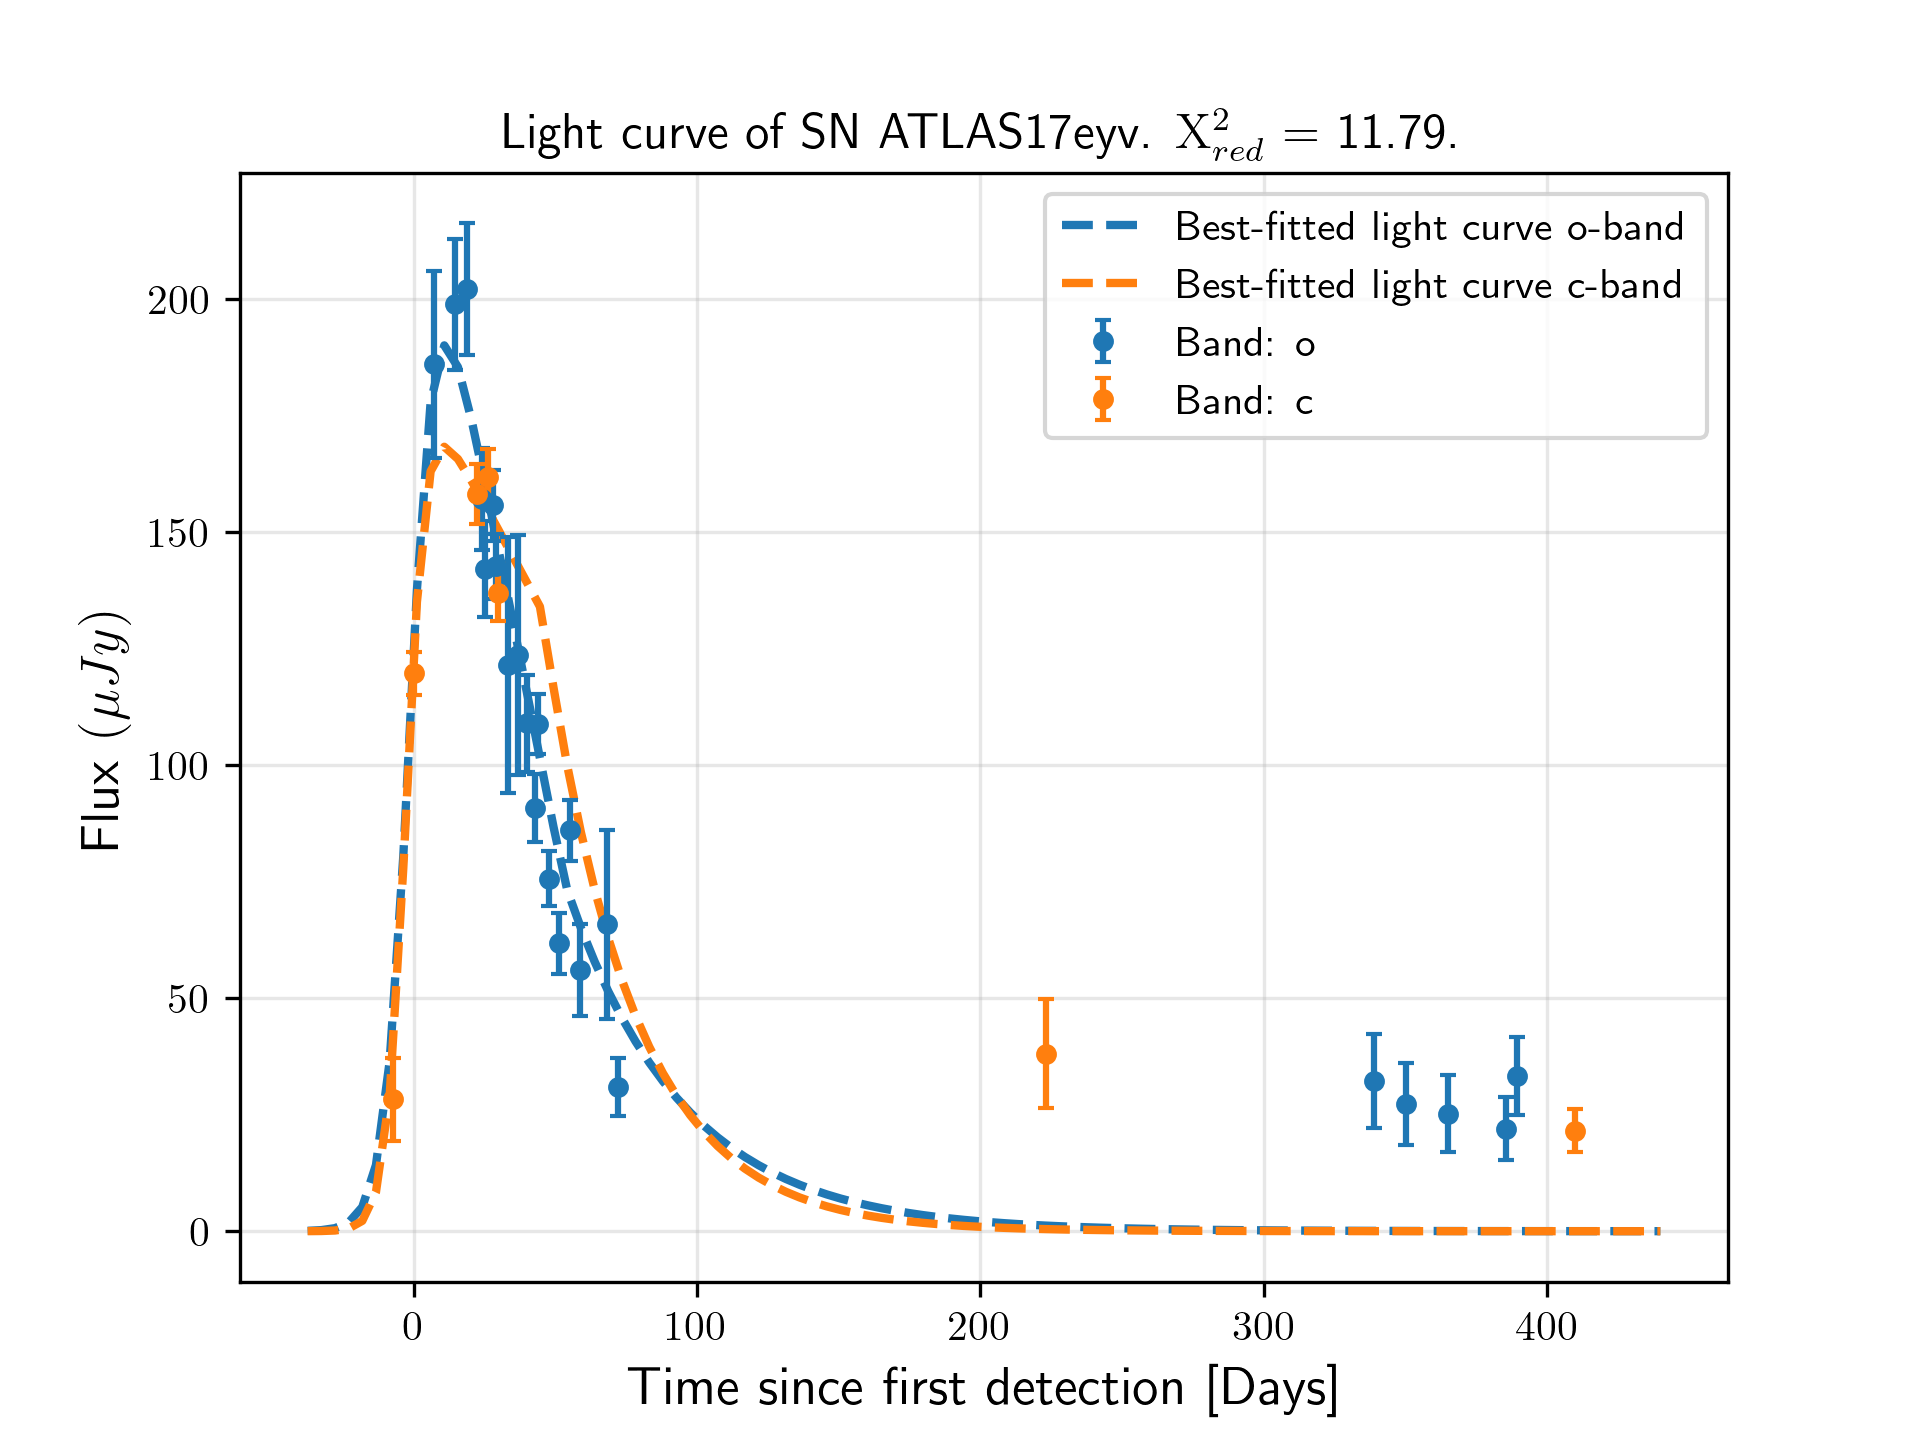 Light curve of SN ATLAS17eyv. X²_red = 11.79.
Best-fitted light curve o-band
Best-fitted light curve c-band
Band: o
Band: c
Flux (μJy)
200
150
100
50
0
0 100 200 300 400
Time since first detection [Days]